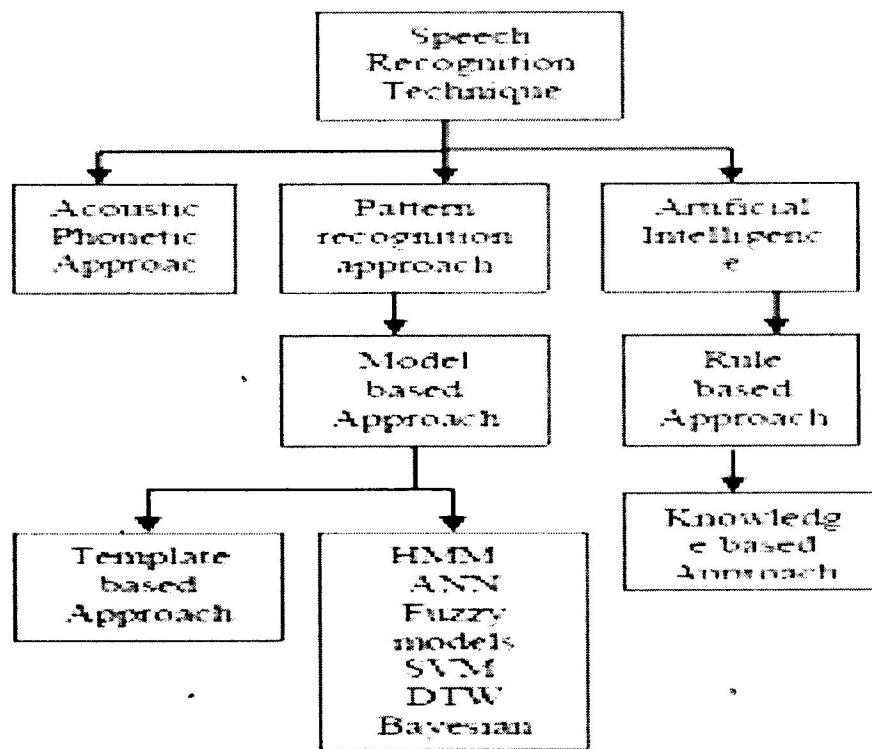 Speech
Recognition
Technique
Acoustic
Phonetic
Approac
Pattern
recognition
approach
Artificial
Intelligenc
e
Model
based
Approach
Rule
based
Approach
Template
based
Approach
HMM
ANN
Fuzzy
models
SVM
DTW
Bayesian
Knowledg
e based
Approach